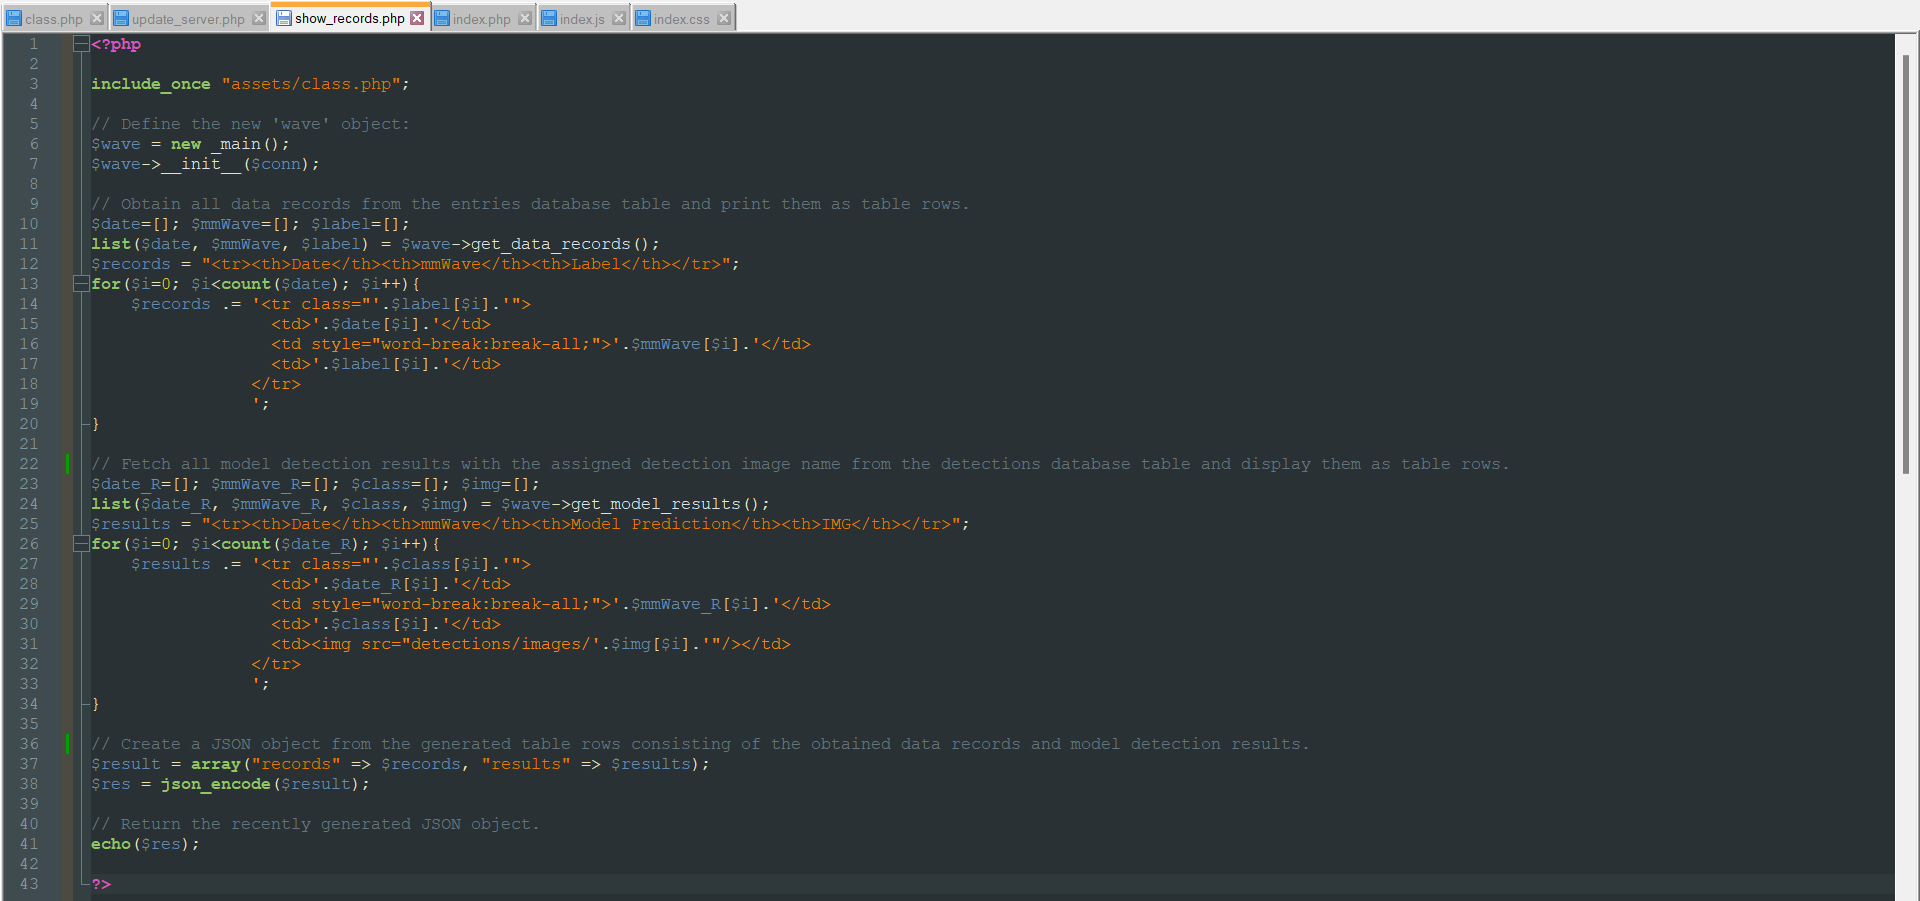 class.php update_server.php show_records.php index.php index.js index.css
1 <?php
2
3 include_once "assets/class.php";
4
5 // Define the new 'wave' object:
6 $wave = new _main();
7 $wave->__init__($conn);
8
9 // Obtain all data records from the entries database table and print them as table rows.
10 $date=[]; $mmWave=[]; $label=[];
11 list($date, $mmWave, $label) = $wave->get_data_records();
12 $records = "<tr><th>Date</th><th>mmWave</th><th>Label</th></tr>";
13 for($i=0; $i<count($date); $i++){
14     $records .= '<tr class="'.$label[$i].'">
15                   <td>'.$date[$i].'</td>
16                   <td style="word-break:break-all;">'.$mmWave[$i].'</td>
17                   <td>'.$label[$i].'</td>
18                 </tr>
19                 ';
20 }
21
22 // Fetch all model detection results with the assigned detection image name from the detections database table and display them as table rows.
23 $date_R=[]; $mmWave_R=[]; $class=[]; $img=[];
24 list($date_R, $mmWave_R, $class, $img) = $wave->get_model_results();
25 $results = "<tr><th>Date</th><th>mmWave</th><th>Model Prediction</th><th>IMG</th></tr>";
26 for($i=0; $i<count($date_R); $i++){
27     $results .= '<tr class="'.$class[$i].'">
28                   <td>'.$date_R[$i].'</td>
29                   <td style="word-break:break-all;">'.$mmWave_R[$i].'</td>
30                   <td>'.$class[$i].'</td>
31                   <td><img src="detections/images/'.$img[$i].'"/></td>
32                 </tr>
33                 ';
34 }
35
36 // Create a JSON object from the generated table rows consisting of the obtained data records and model detection results.
37 $result = array("records" => $records, "results" => $results);
38 $res = json_encode($result);
39
40 // Return the recently generated JSON object.
41 echo($res);
42
43 ?>